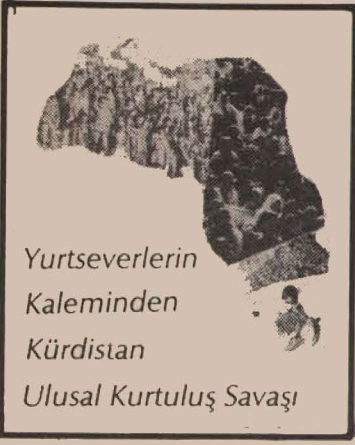 Yurtseverlerin
Kaleminden
Kürdistan
Ulusal Kurtuluş Savaşı